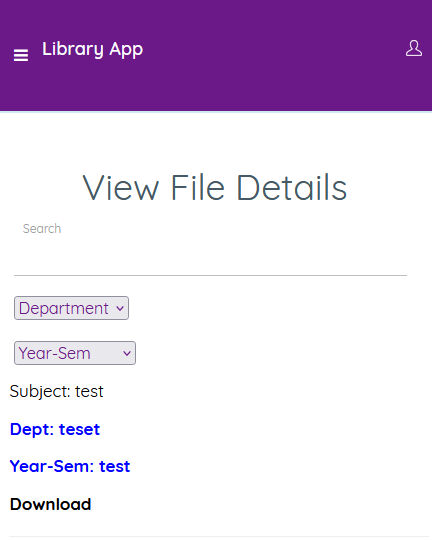 Library App
View File Details
Search
Department
Year-Sem
Subject: test
Dept: teset
Year-Sem: test
Download